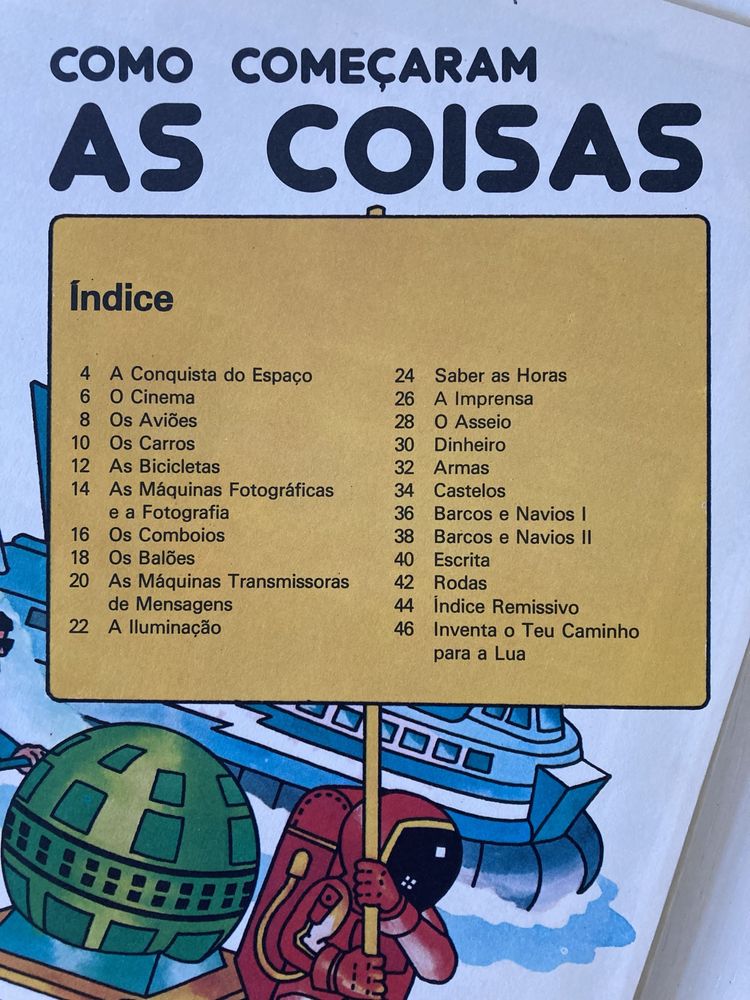 COMO COMEÇARAM
AS COISAS
Índice
4 A Conquista do Espaço
6 O Cinema
8 Os Aviões
10 Os Carros
12 As Bicicletas
14 As Máquinas Fotográficas
e a Fotografia
16 Os Comboios
18 Os Balões
20 As Máquinas Transmissoras
de Mensagens
22 A Iluminação
24 Saber as Horas
26 A Imprensa
28 O Asseio
30 Dinheiro
32 Armas
34 Castelos
36 Barcos e Navios I
38 Barcos e Navios II
40 Escrita
42 Rodas
44 Índice Remissivo
46 Inventa o Teu Caminho
para a Lua